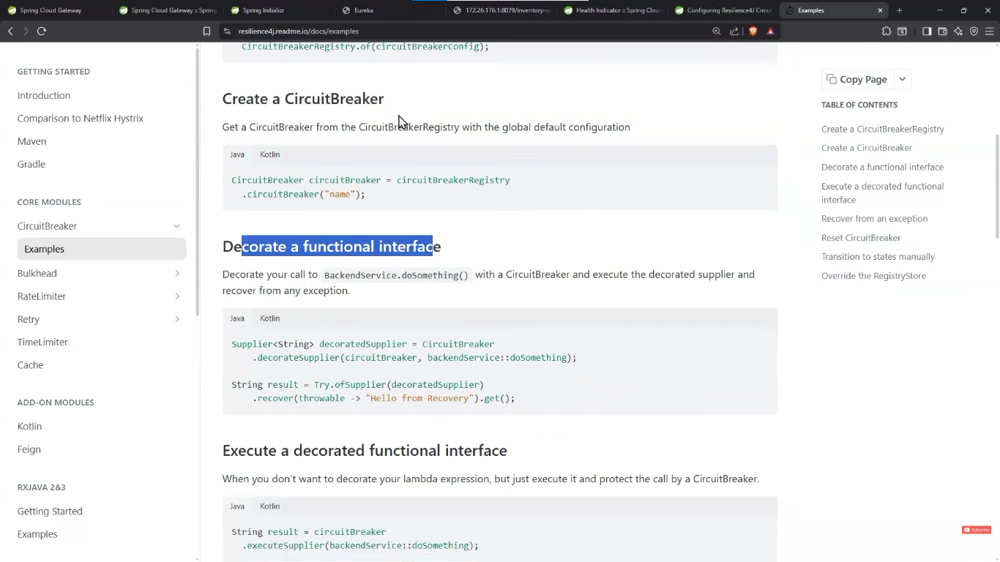 Spring Cloud Gateway
Spring Cloud Gateway :: Spring
Spring Initializr
Eureka
172.26.176.1:8079/inventory-se
Health Indicator :: Spring Cloud
Configuring Resilience4J Circui
Examples
resilience4j.readme.io/docs/examples
GETTING STARTED
Introduction
Comparison to Netflix Hystrix
Maven
Gradle
CORE MODULES
CircuitBreaker
Examples
Bulkhead
RateLimiter
Retry
TimeLimiter
Cache
ADD-ON MODULES
Kotlin
Feign
RXJAVA 2&3
Getting Started
Examples
CircuitBreakerRegistry.of(circuitBreakerConfig);
Create a CircuitBreaker
Get a CircuitBreaker from the CircuitBreakerRegistry with the global default configuration
Java Kotlin
CircuitBreaker circuitBreaker = circuitBreakerRegistry
.circuitBreaker("name");
Decorate a functional interface
Decorate your call to BackendService.doSomething() with a CircuitBreaker and execute the decorated supplier and
recover from any exception.
Java Kotlin
Supplier<String> decoratedSupplier = CircuitBreaker
.decorateSupplier(circuitBreaker, backendService::doSomething);
String result = Try.ofSupplier(decoratedSupplier)
.recover(throwable -> "Hello from Recovery").get();
Execute a decorated functional interface
When you don't want to decorate your lambda expression, but just execute it and protect the call by a CircuitBreaker.
Java Kotlin
String result = circuitBreaker
.executeSupplier(backendService::doSomething);
Copy Page
TABLE OF CONTENTS
Create a CircuitBreakerRegistry
Create a CircuitBreaker
Decorate a functional interface
Execute a decorated functional
interface
Recover from an exception
Reset CircuitBreaker
Transition to states manually
Override the RegistryStore
Subscribe